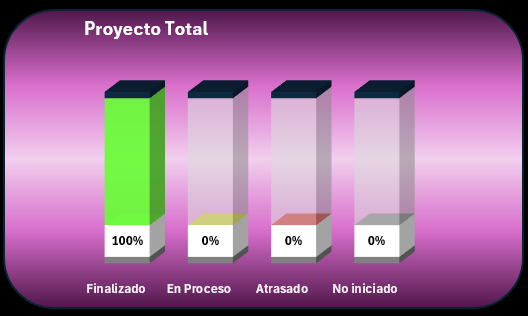 Proyecto Total
100% 0% 0% 0%
Finalizado En Proceso Atrasado No iniciado